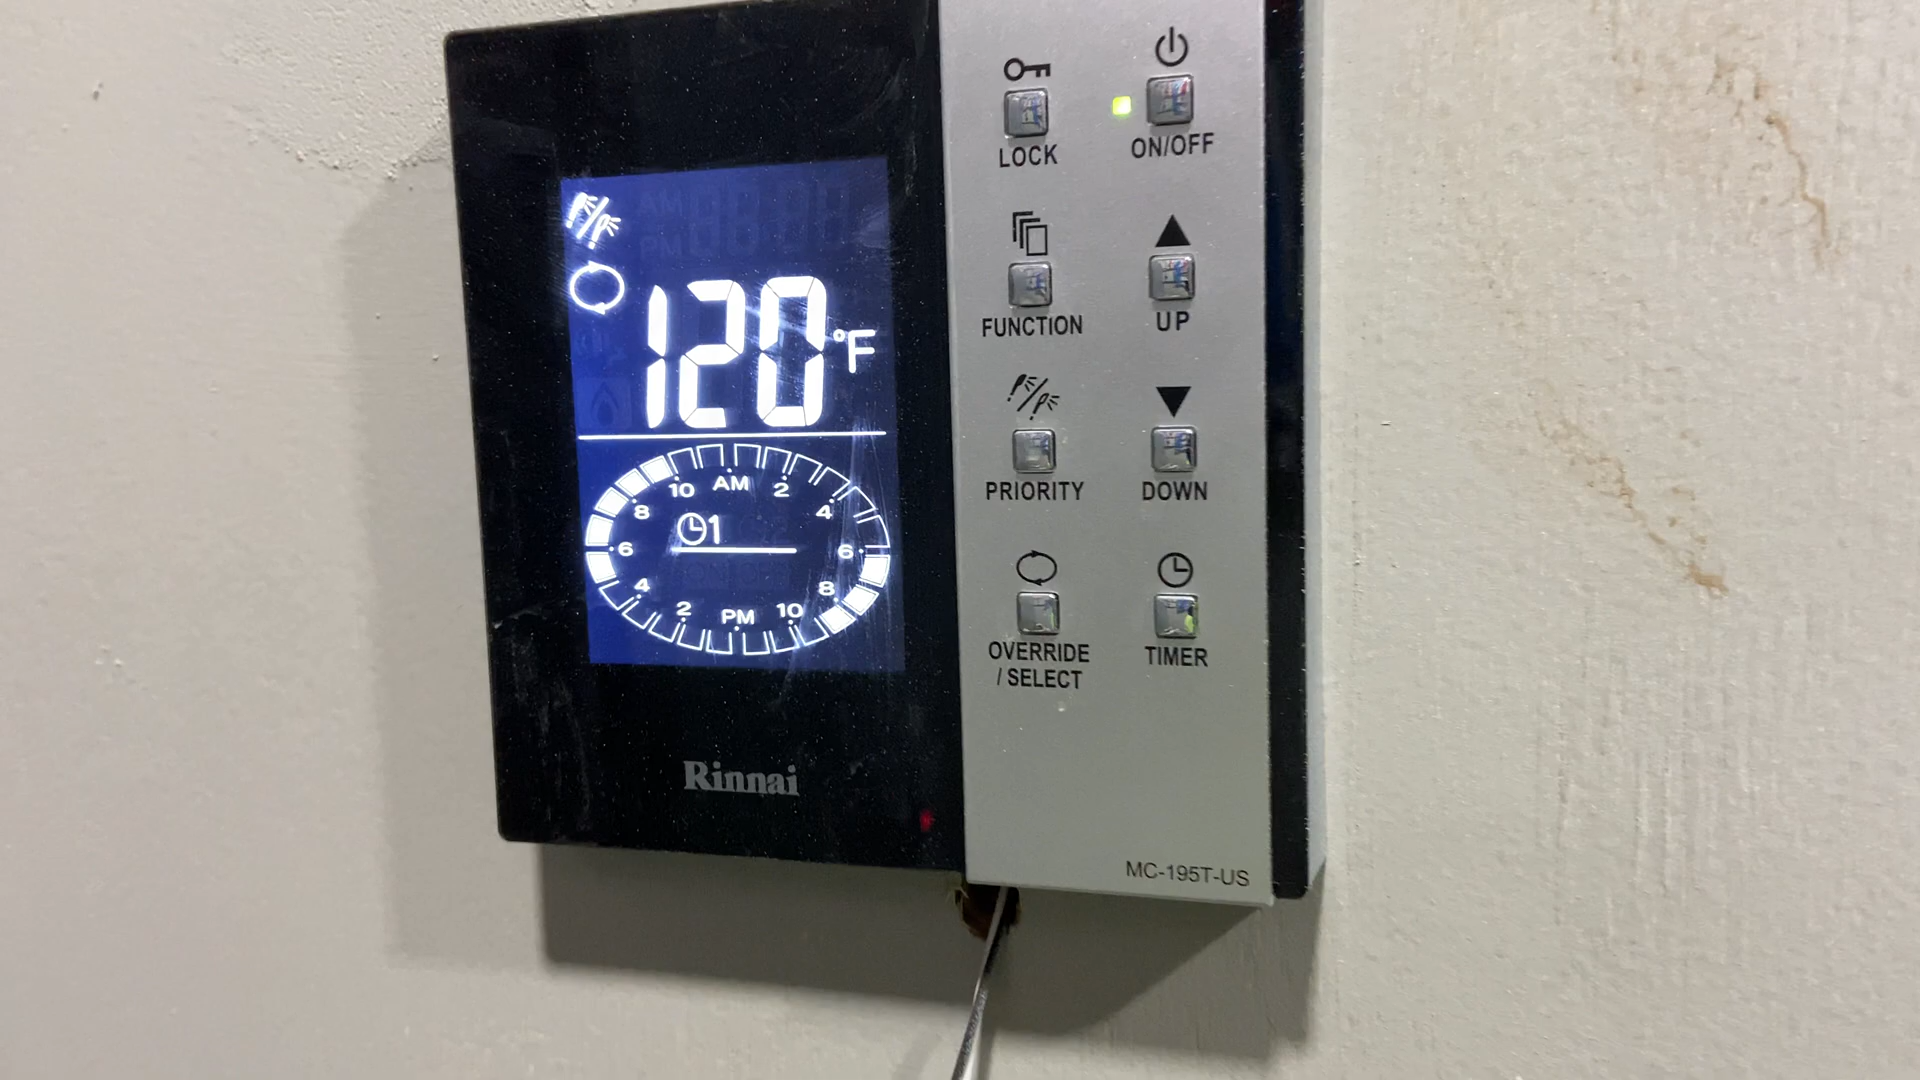 LOCK
ON/OFF
120 °F
FUNCTION
UP
PRIORITY
DOWN
10 AM 2
8 4
1
6 6
4 8
2 PM 10
OVERRIDE
/ SELECT
TIMER
Rinnai
MC-195T-US